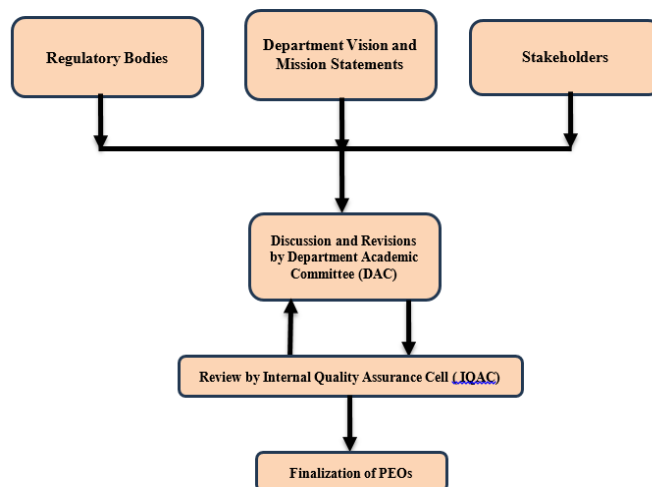 Regulatory Bodies
Department Vision and
Mission Statements
Stakeholders
Discussion and Revisions
by Department Academic
Committee (DAC)
Review by Internal Quality Assurance Cell ( IQAC)
Finalization of PEOs